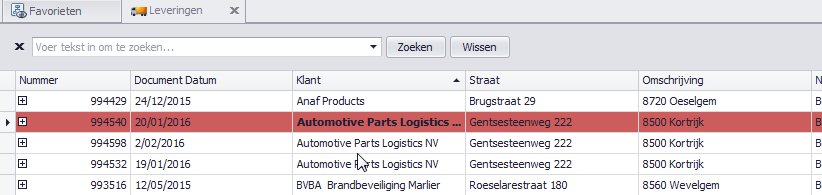 Favorieten Leveringen
Voer tekst in om te zoeken... Zoeken Wissen
Nummer Document Datum Klant Straat Omschrijving N
994429 24/12/2015 Anaf Products Brugstraat 29 8720 Oeselgem B
994540 20/01/2016 Automotive Parts Logistics ... Gentsesteenweg 222 8500 Kortrijk B
994598 2/02/2016 Automotive Parts Logistics NV Gentsesteenweg 222 8500 Kortrijk B
994532 19/01/2016 Automotive Parts Logistics NV Gentsesteenweg 222 8500 Kortrijk B
993516 12/05/2015 BVBA Brandbeveiliging Marlier Roeselarestraat 180 8560 Wevelgem B